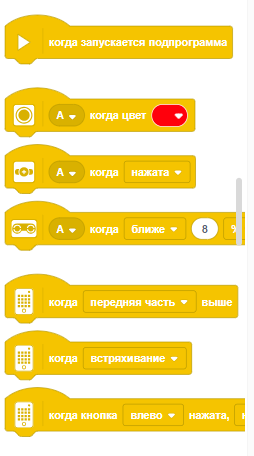 когда запускается подпрограмма
A когда цвет
A когда нажата
A когда ближе 8 %
когда передняя часть выше
когда встряхивание
когда кнопка влево нажата,